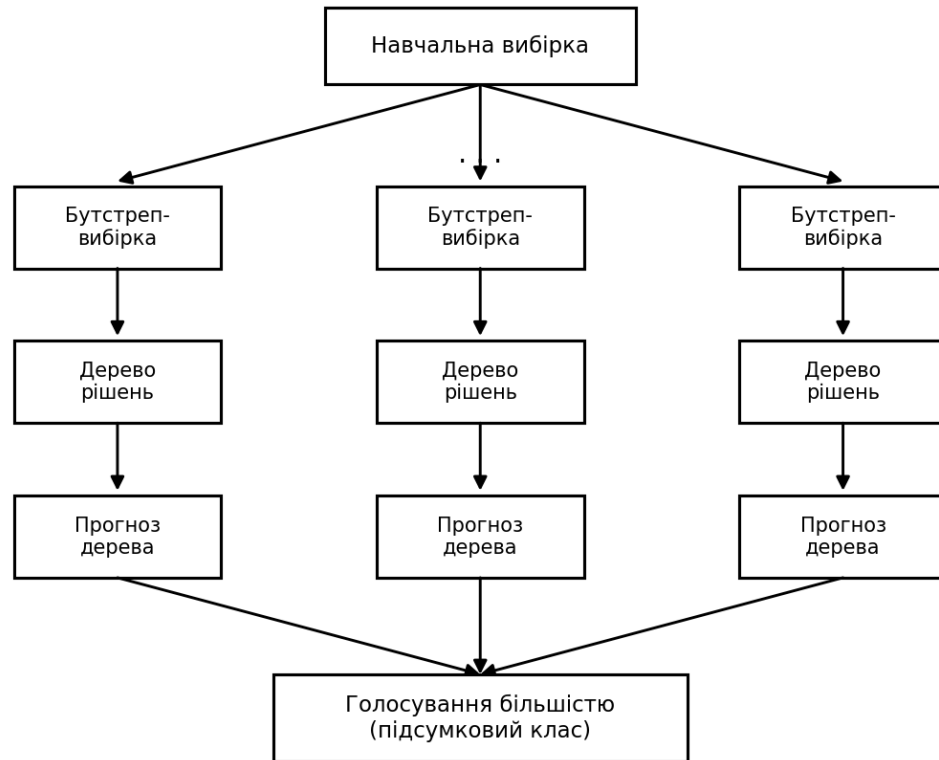 Навчальна вибірка
. . .
Бутстреп-
вибірка
Бутстреп-
вибірка
Бутстреп-
вибірка
Дерево
рішень
Дерево
рішень
Дерево
рішень
Прогноз
дерева
Прогноз
дерева
Прогноз
дерева
Голосування більшістю
(підсумковий клас)